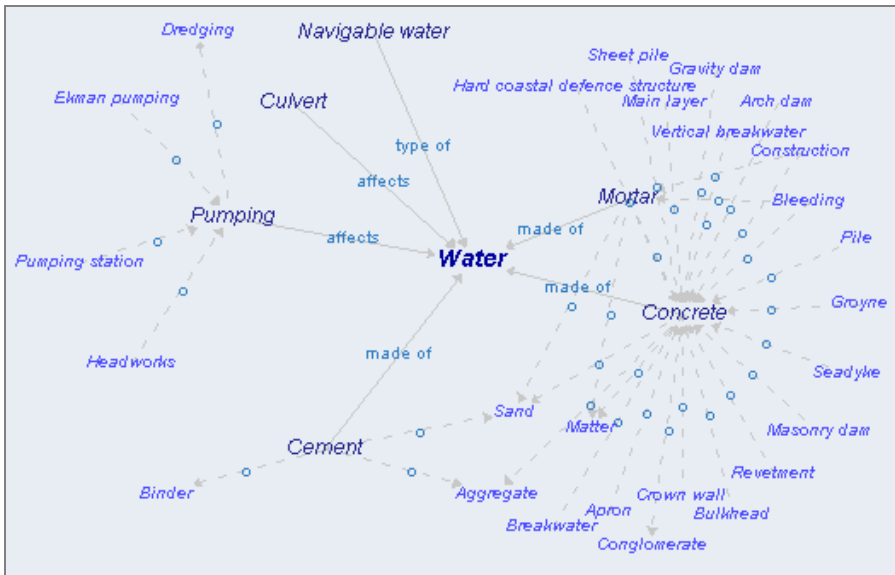 Dredging
Navigable water
Sheet pile
Gravity dam
Hard coastal defence structure
Ekman pumping
Culvert
Main layer
Arch dam
Vertical breakwater
type of
Construction
affects
Mortar
Bleeding
Pumping
made of
affects
Pile
Water
Pumping station
made of
Concrete
Groyne
made of
Headworks
Seadyke
Sand
Matter
Masonry dam
Cement
Revetment
Binder
Aggregate
Crown wall
Apron
Bulkhead
Breakwater
Conglomerate